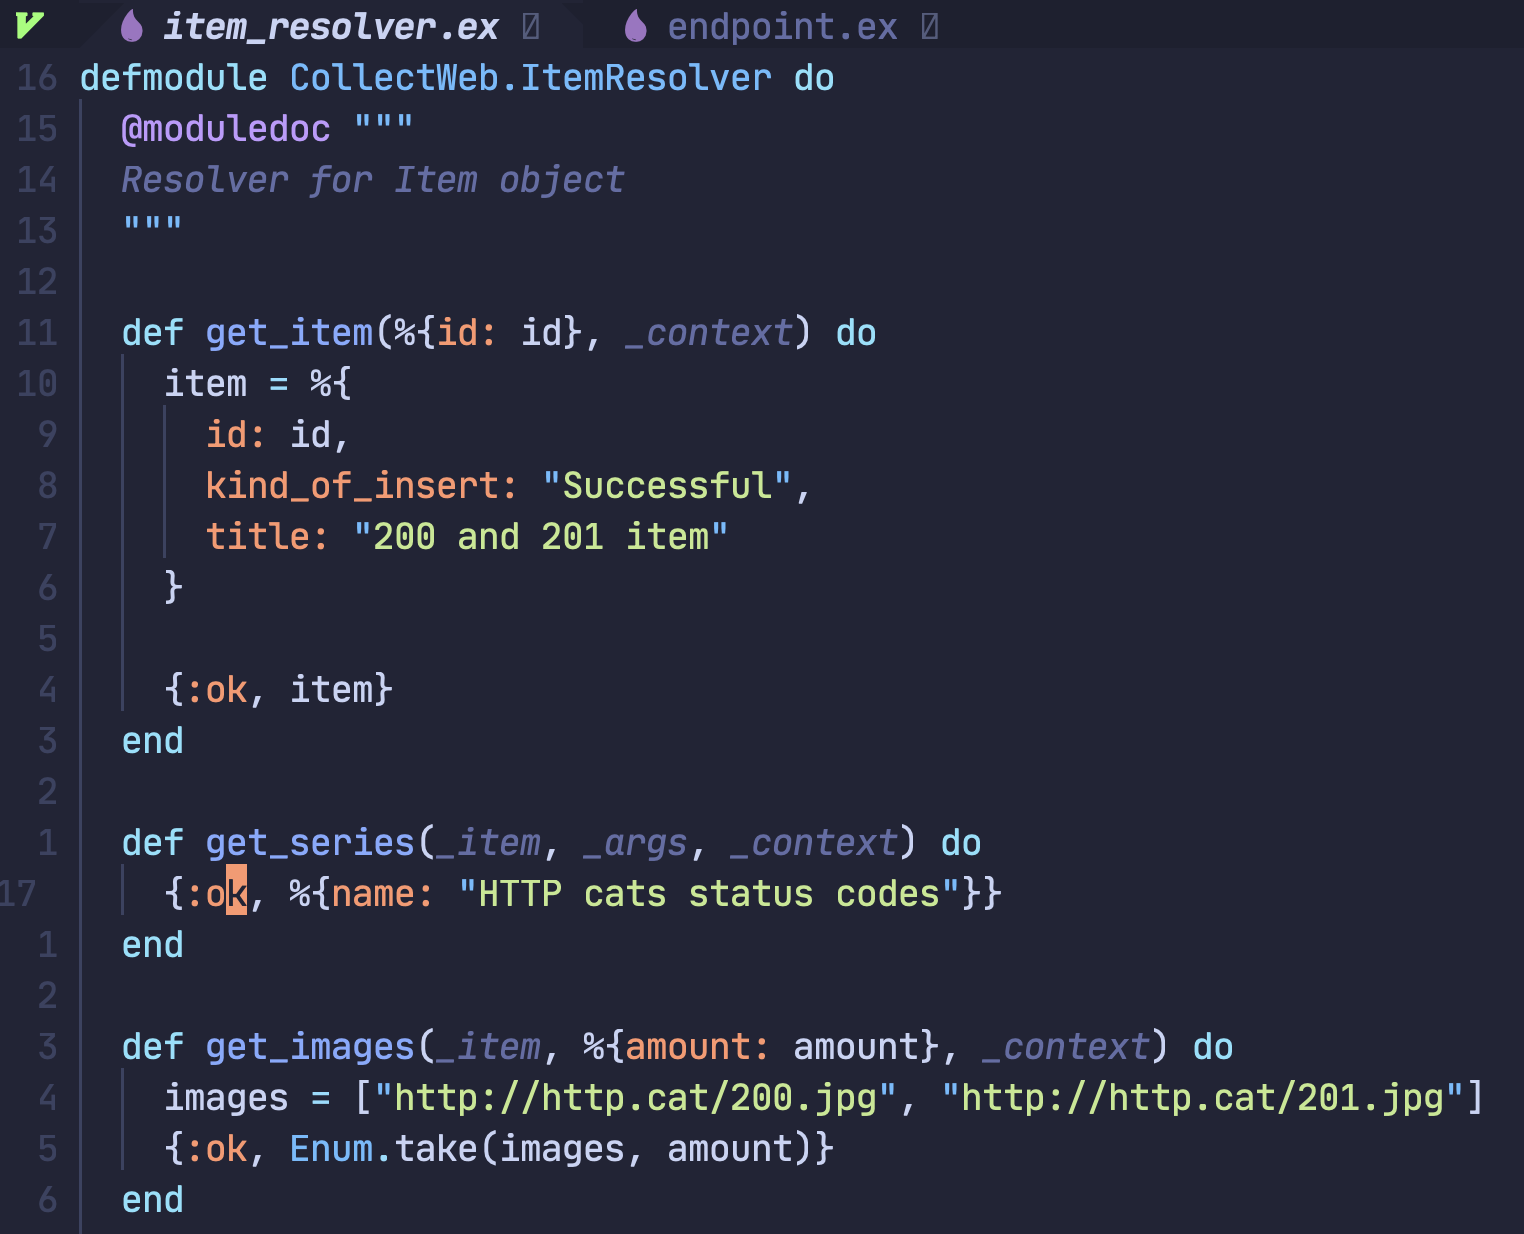 item_resolver.ex endpoint.ex
16 defmodule CollectWeb.ItemResolver do
15   @moduledoc """
14   Resolver for Item object
13   """
12
11   def get_item(%{id: id}, _context) do
10     item = %{
9       id: id,
8       kind_of_insert: "Successful",
7       title: "200 and 201 item"
6     }
5
4     {:ok, item}
3   end
2
1   def get_series(_item, _args, _context) do
17     {:ok, %{name: "HTTP cats status codes"}}
1   end
2
3   def get_images(_item, %{amount: amount}, _context) do
4     images = ["http://http.cat/200.jpg", "http://http.cat/201.jpg"]
5     {:ok, Enum.take(images, amount)}
6   end